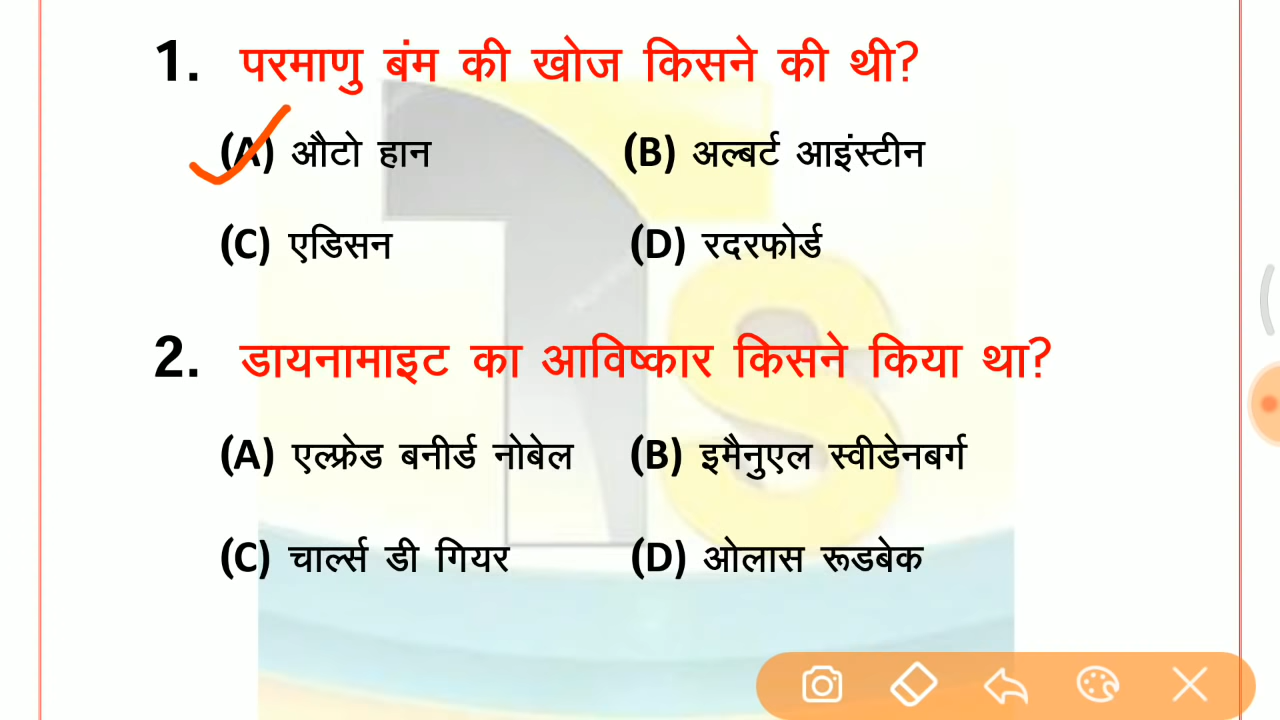 1. परमाणु बंम की खोज किसने की थी?
(A) औटो हान (B) अल्बर्ट आइंस्टीन
(C) एडिसन (D) रदरफोर्ड
2. डायनामाइट का आविष्कार किसने किया था?
(A) एल्फ्रेड बनीर्ड नोबेल (B) इमैनुएल स्वीडेनबर्ग
(C) चार्ल्स डी गियर (D) ओलास रूडबेक